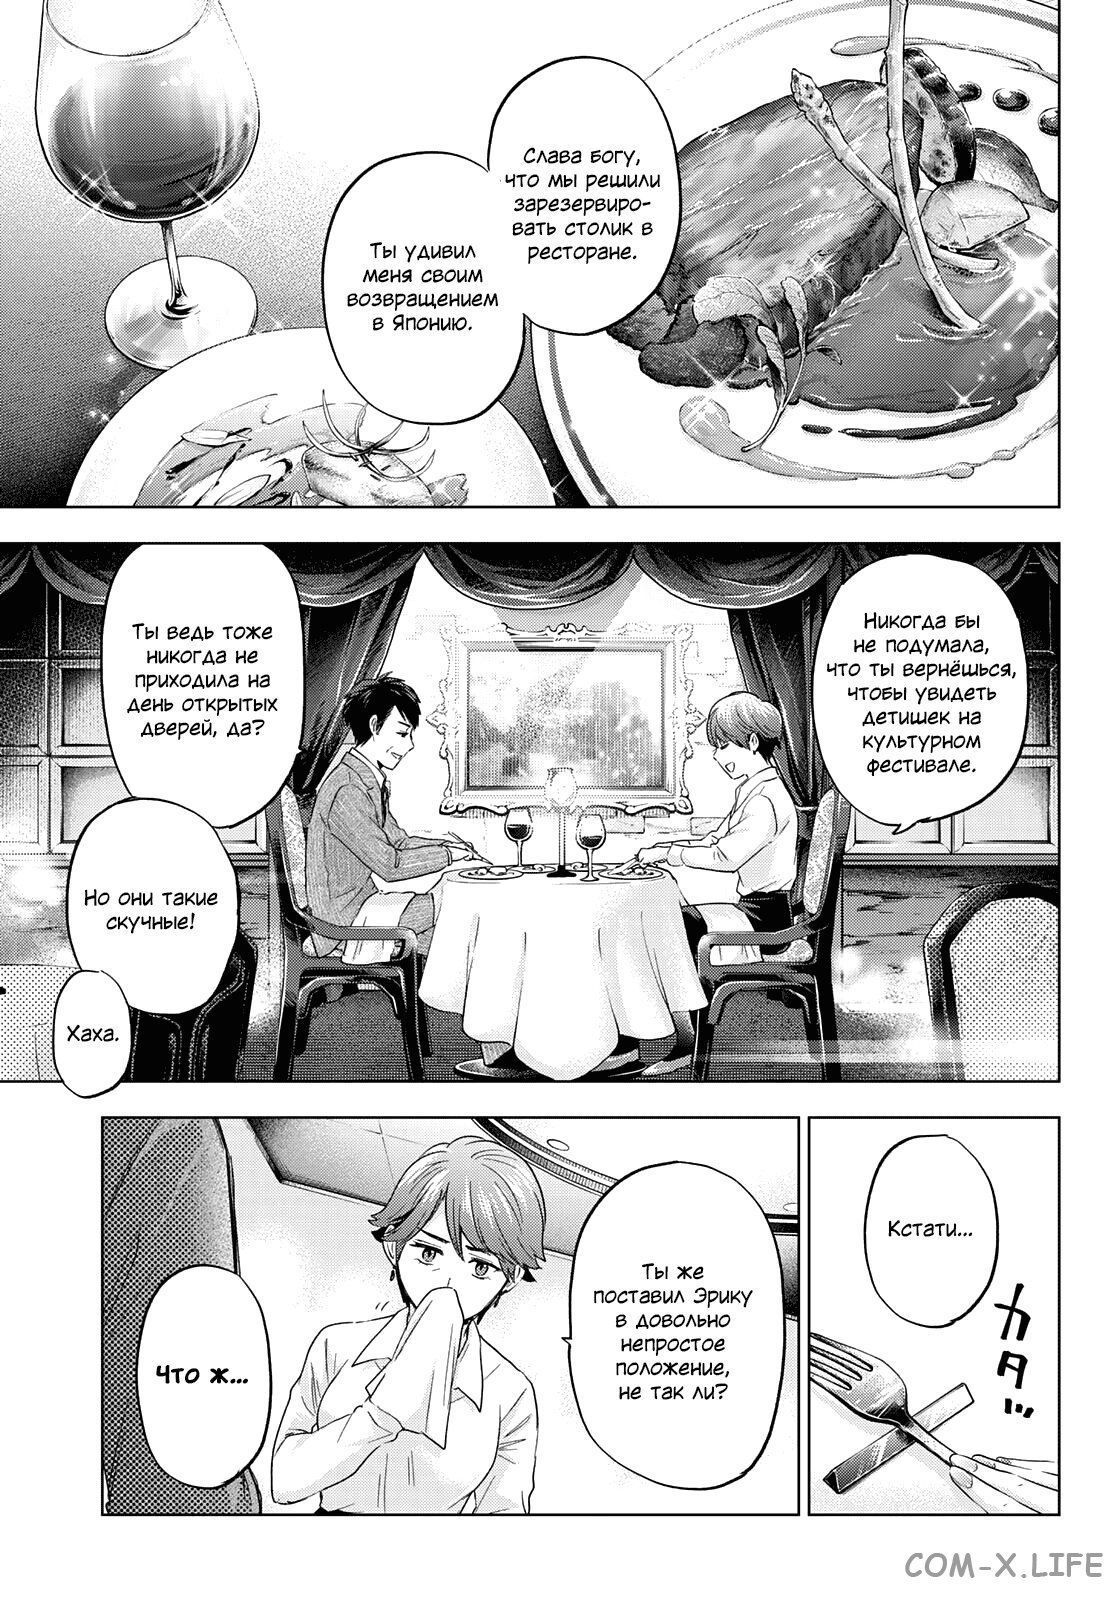 Слава богу,
что мы решили
зарезервиро-
вать столик в
ресторане.
Ты удивил
меня своим
возвращением
в Японию.
Никогда бы
не подумала,
что ты вернёшься,
чтобы увидеть
детишек на
культурном
фестивале.
Ты ведь тоже
никогда не
приходила на
день открытых
дверей, да?
Но они такие
скучные!
Хаха.
Кстати...
カタッ
Ты же
поставил Эрику
в довольно
непростое
положение,
не так ли?
Что ж...
COM-X.LIFE